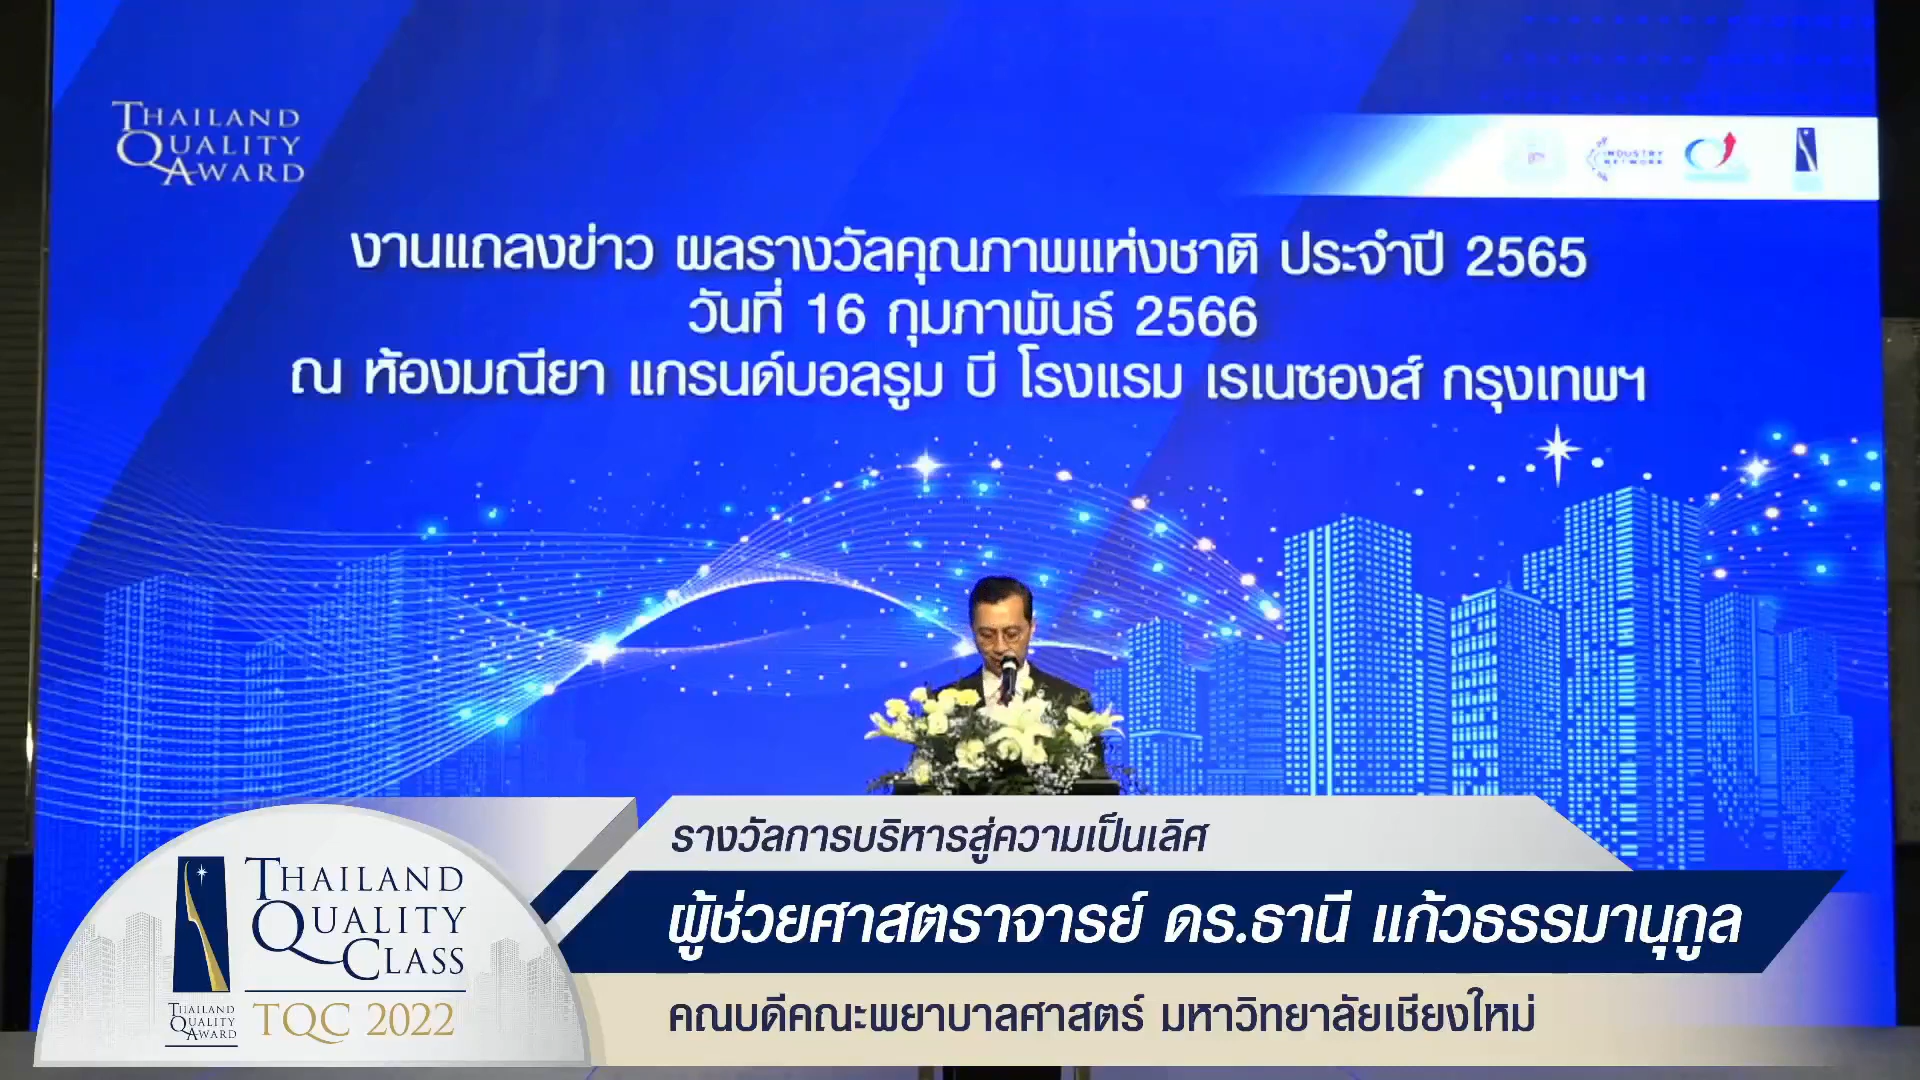 THAILAND
QUALITY
AWARD
INDUSTRY
NETWORK
งานแถลงข่าว ผลรางวัลคุณภาพแห่งชาติ ประจำปี 2565
วันที่ 16 กุมภาพันธ์ 2566
ณ ห้องมณียา แกรนด์บอลรูม บี โรงแรม เรเนซองส์ กรุงเทพฯ
รางวัลการบริหารสู่ความเป็นเลิศ
ผู้ช่วยศาสตราจารย์ ดร.ธานี แก้วธรรมานุกูล
คณบดีคณะพยาบาลศาสตร์ มหาวิทยาลัยเชียงใหม่
THAILAND
QUALITY
CLASS
TQC 2022
THAILAND
QUALITY
AWARD